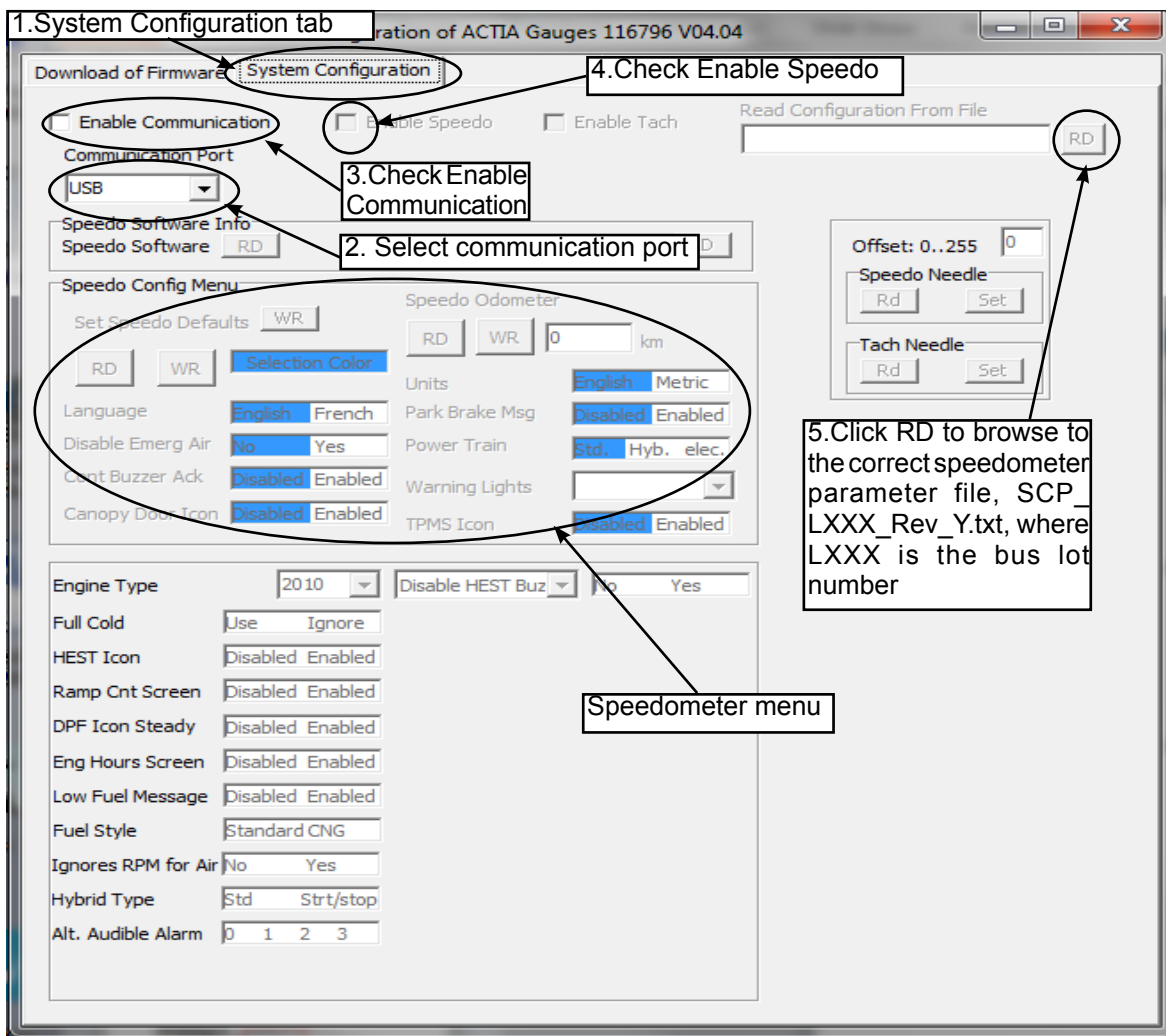 1.System Configuration tab
ration of ACTIA Gauges 116796 V04.04
Download of Firmware
System Configuration
4.Check Enable Speedo
Enable Communication
Enable Speedo
Enable Tach
Read Configuration From File
RD
Communication Port
USB
3.Check Enable
Communication
Speedo Software Info
Speedo Software RD
2. Select communication port
Offset: 0..255 0
Speedo Needle
Rd Set
Tach Needle
Rd Set
Speedo Config Menu
Set Speedo Defaults WR
RD WR Selection Color
Speedo Odometer
RD WR 0 km
Units English Metric
Language English French
Park Brake Msg Disabled Enabled
Disable Emerg Air No Yes
Power Train Std. Hyb. elec.
Cont Buzzer Ack Disabled Enabled
Warning Lights
Canopy Door Icon Disabled Enabled
TPMS Icon Disabled Enabled
5.Click RD to browse to
the correct speedometer
parameter file, SCP_
LXXX_Rev_Y.txt, where
LXXX is the bus lot
number
Engine Type 2010 Disable HEST Buz No Yes
Full Cold Use Ignore
HEST Icon Disabled Enabled
Ramp Cnt Screen Disabled Enabled
Speedometer menu
DPF Icon Steady Disabled Enabled
Eng Hours Screen Disabled Enabled
Low Fuel Message Disabled Enabled
Fuel Style Standard CNG
Ignores RPM for Air No Yes
Hybrid Type Std Strt/stop
Alt. Audible Alarm 0 1 2 3